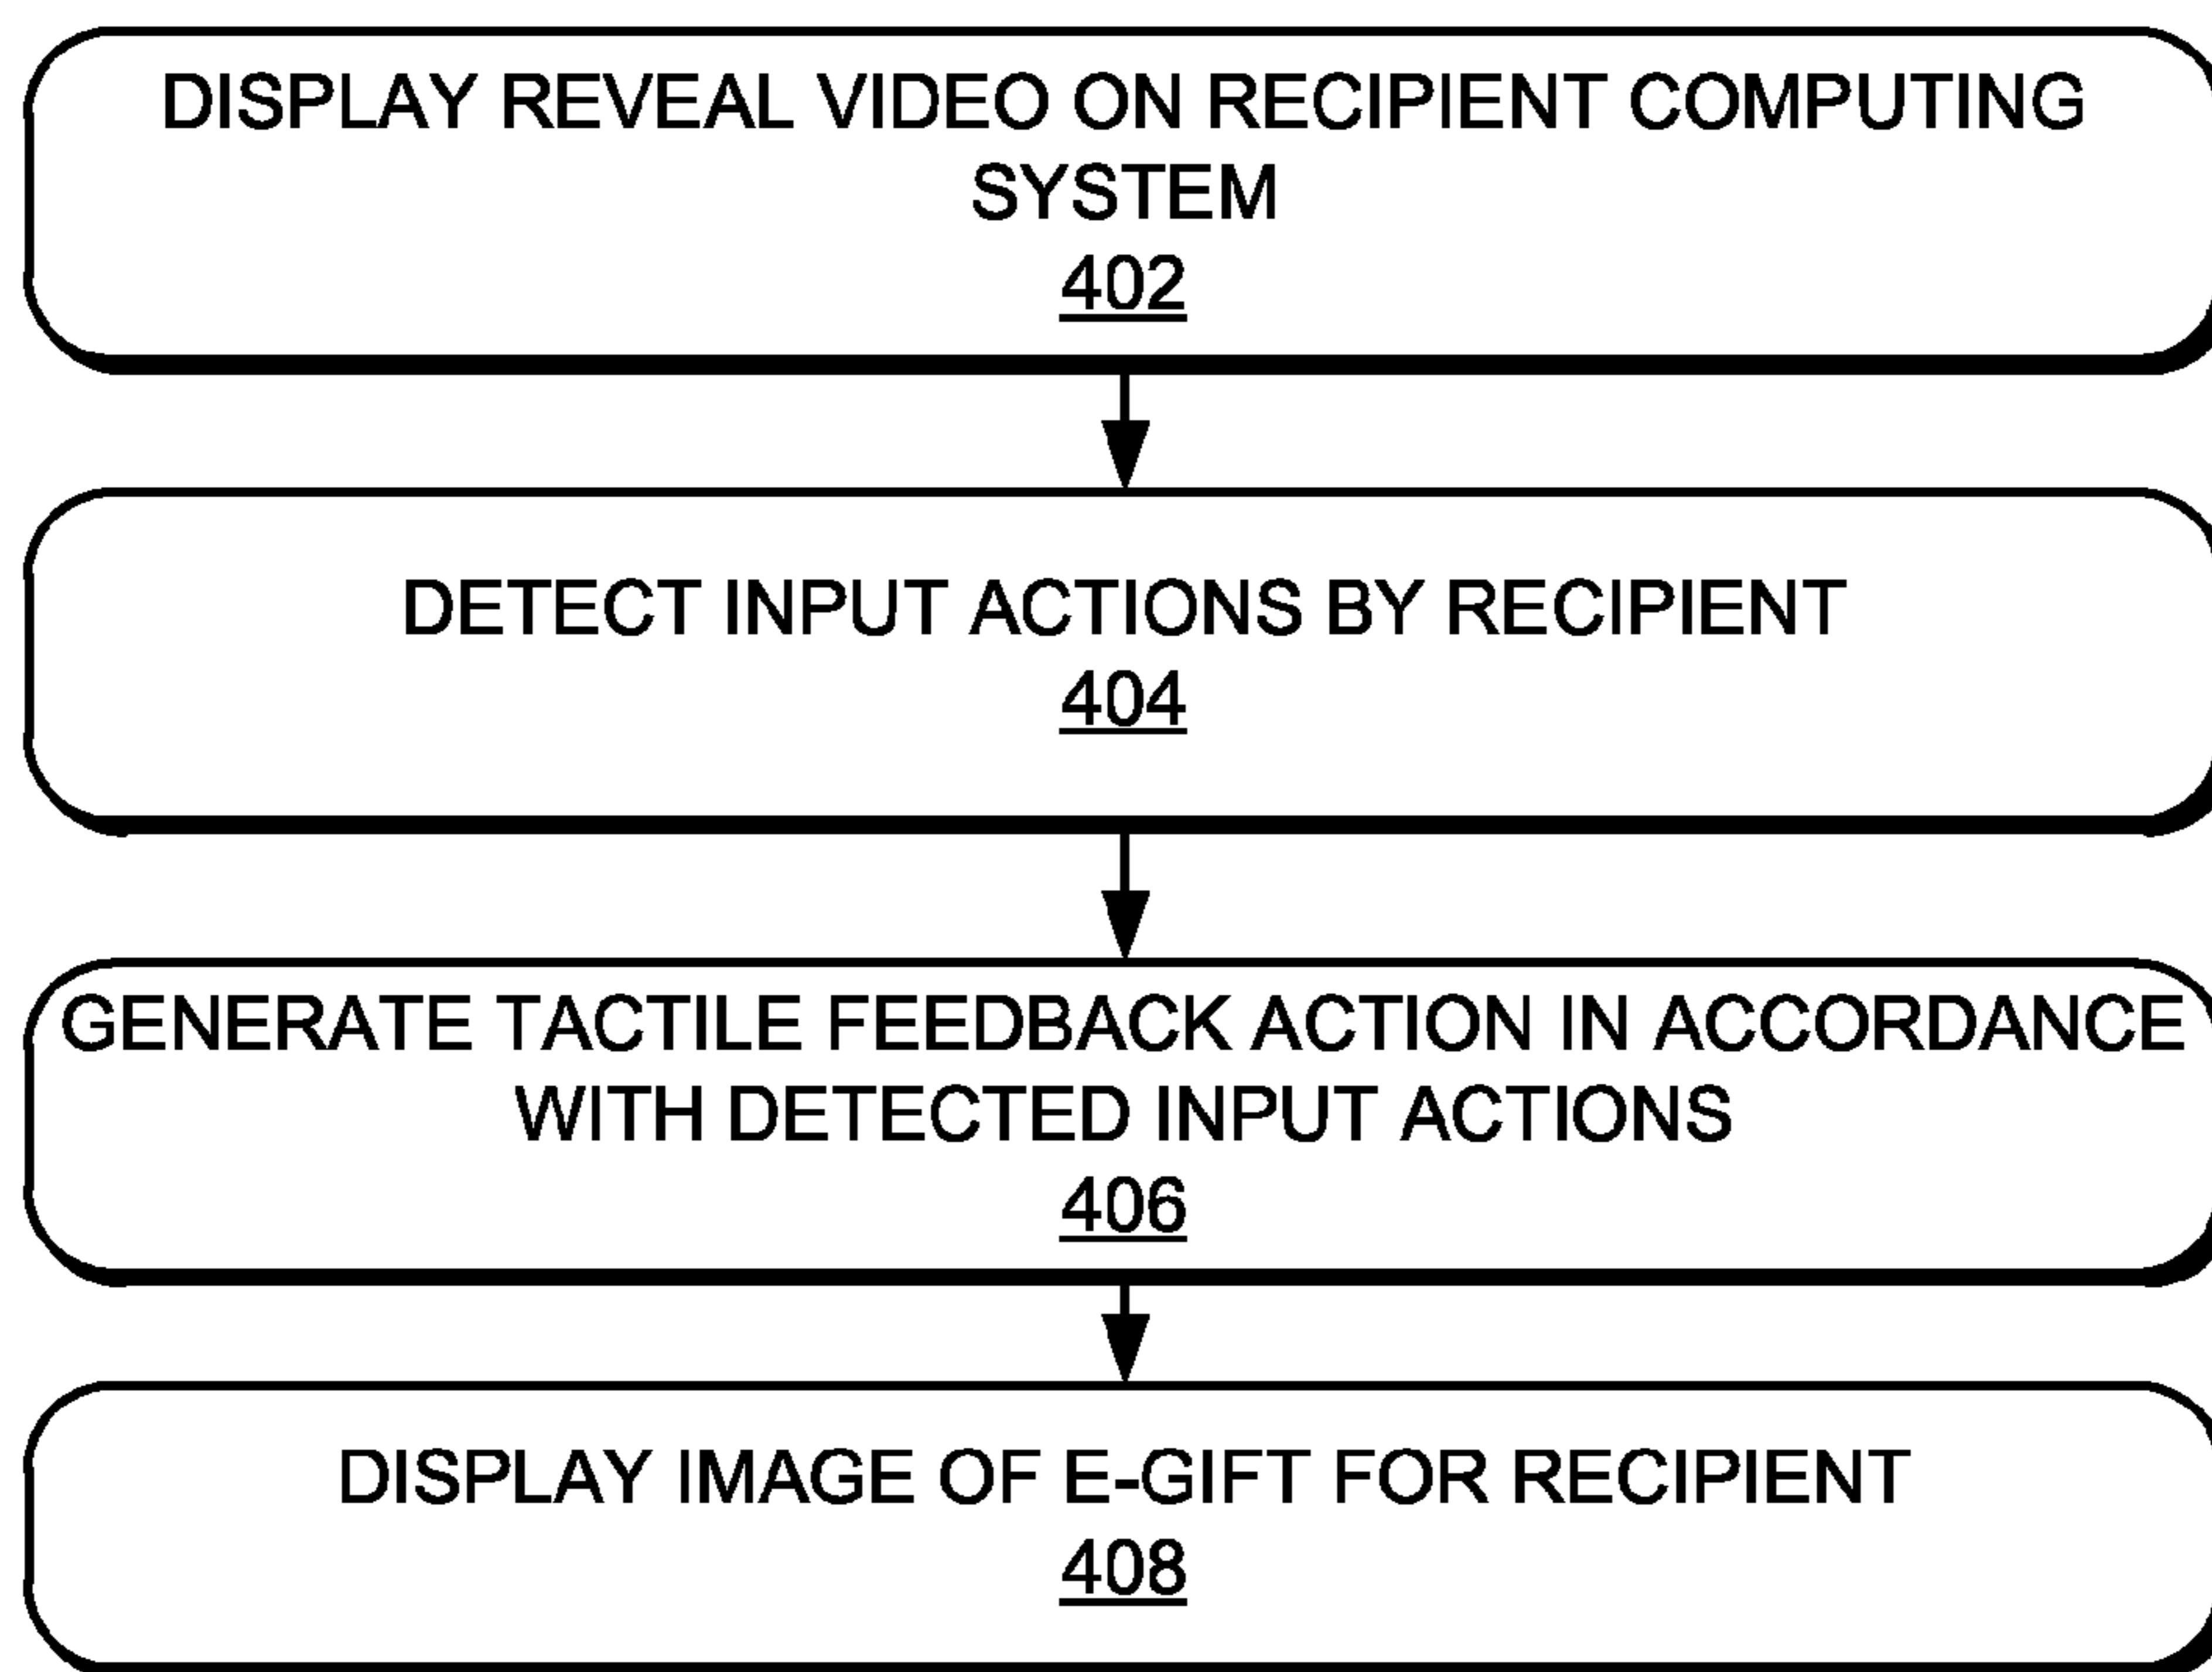 DISPLAY REVEAL VIDEO ON RECIPIENT COMPUTING
SYSTEM
402
DETECT INPUT ACTIONS BY RECIPIENT
404
GENERATE TACTILE FEEDBACK ACTION IN ACCORDANCE
WITH DETECTED INPUT ACTIONS
406
DISPLAY IMAGE OF E-GIFT FOR RECIPIENT
408